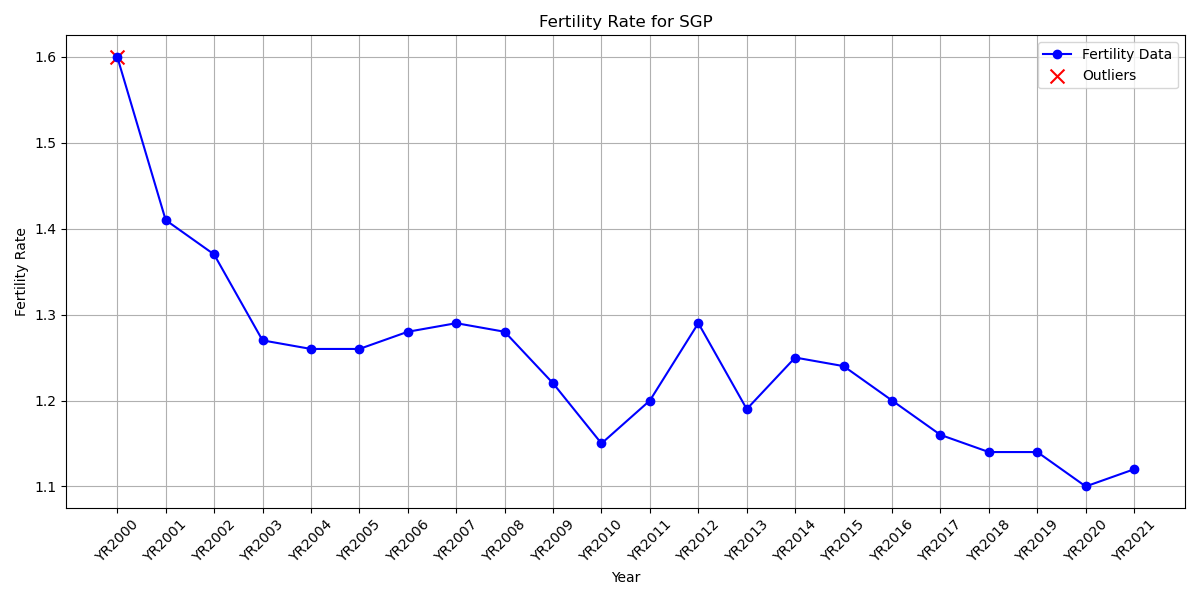 Fertility Rate for SGP
Fertility Data
Outliers
Fertility Rate
1.6
1.5
1.4
1.3
1.2
1.1
YR2000
YR2001
YR2002
YR2003
YR2004
YR2005
YR2006
YR2007
YR2008
YR2009
YR2010
YR2011
YR2012
YR2013
YR2014
YR2015
YR2016
YR2017
YR2018
YR2019
YR2020
YR2021
Year